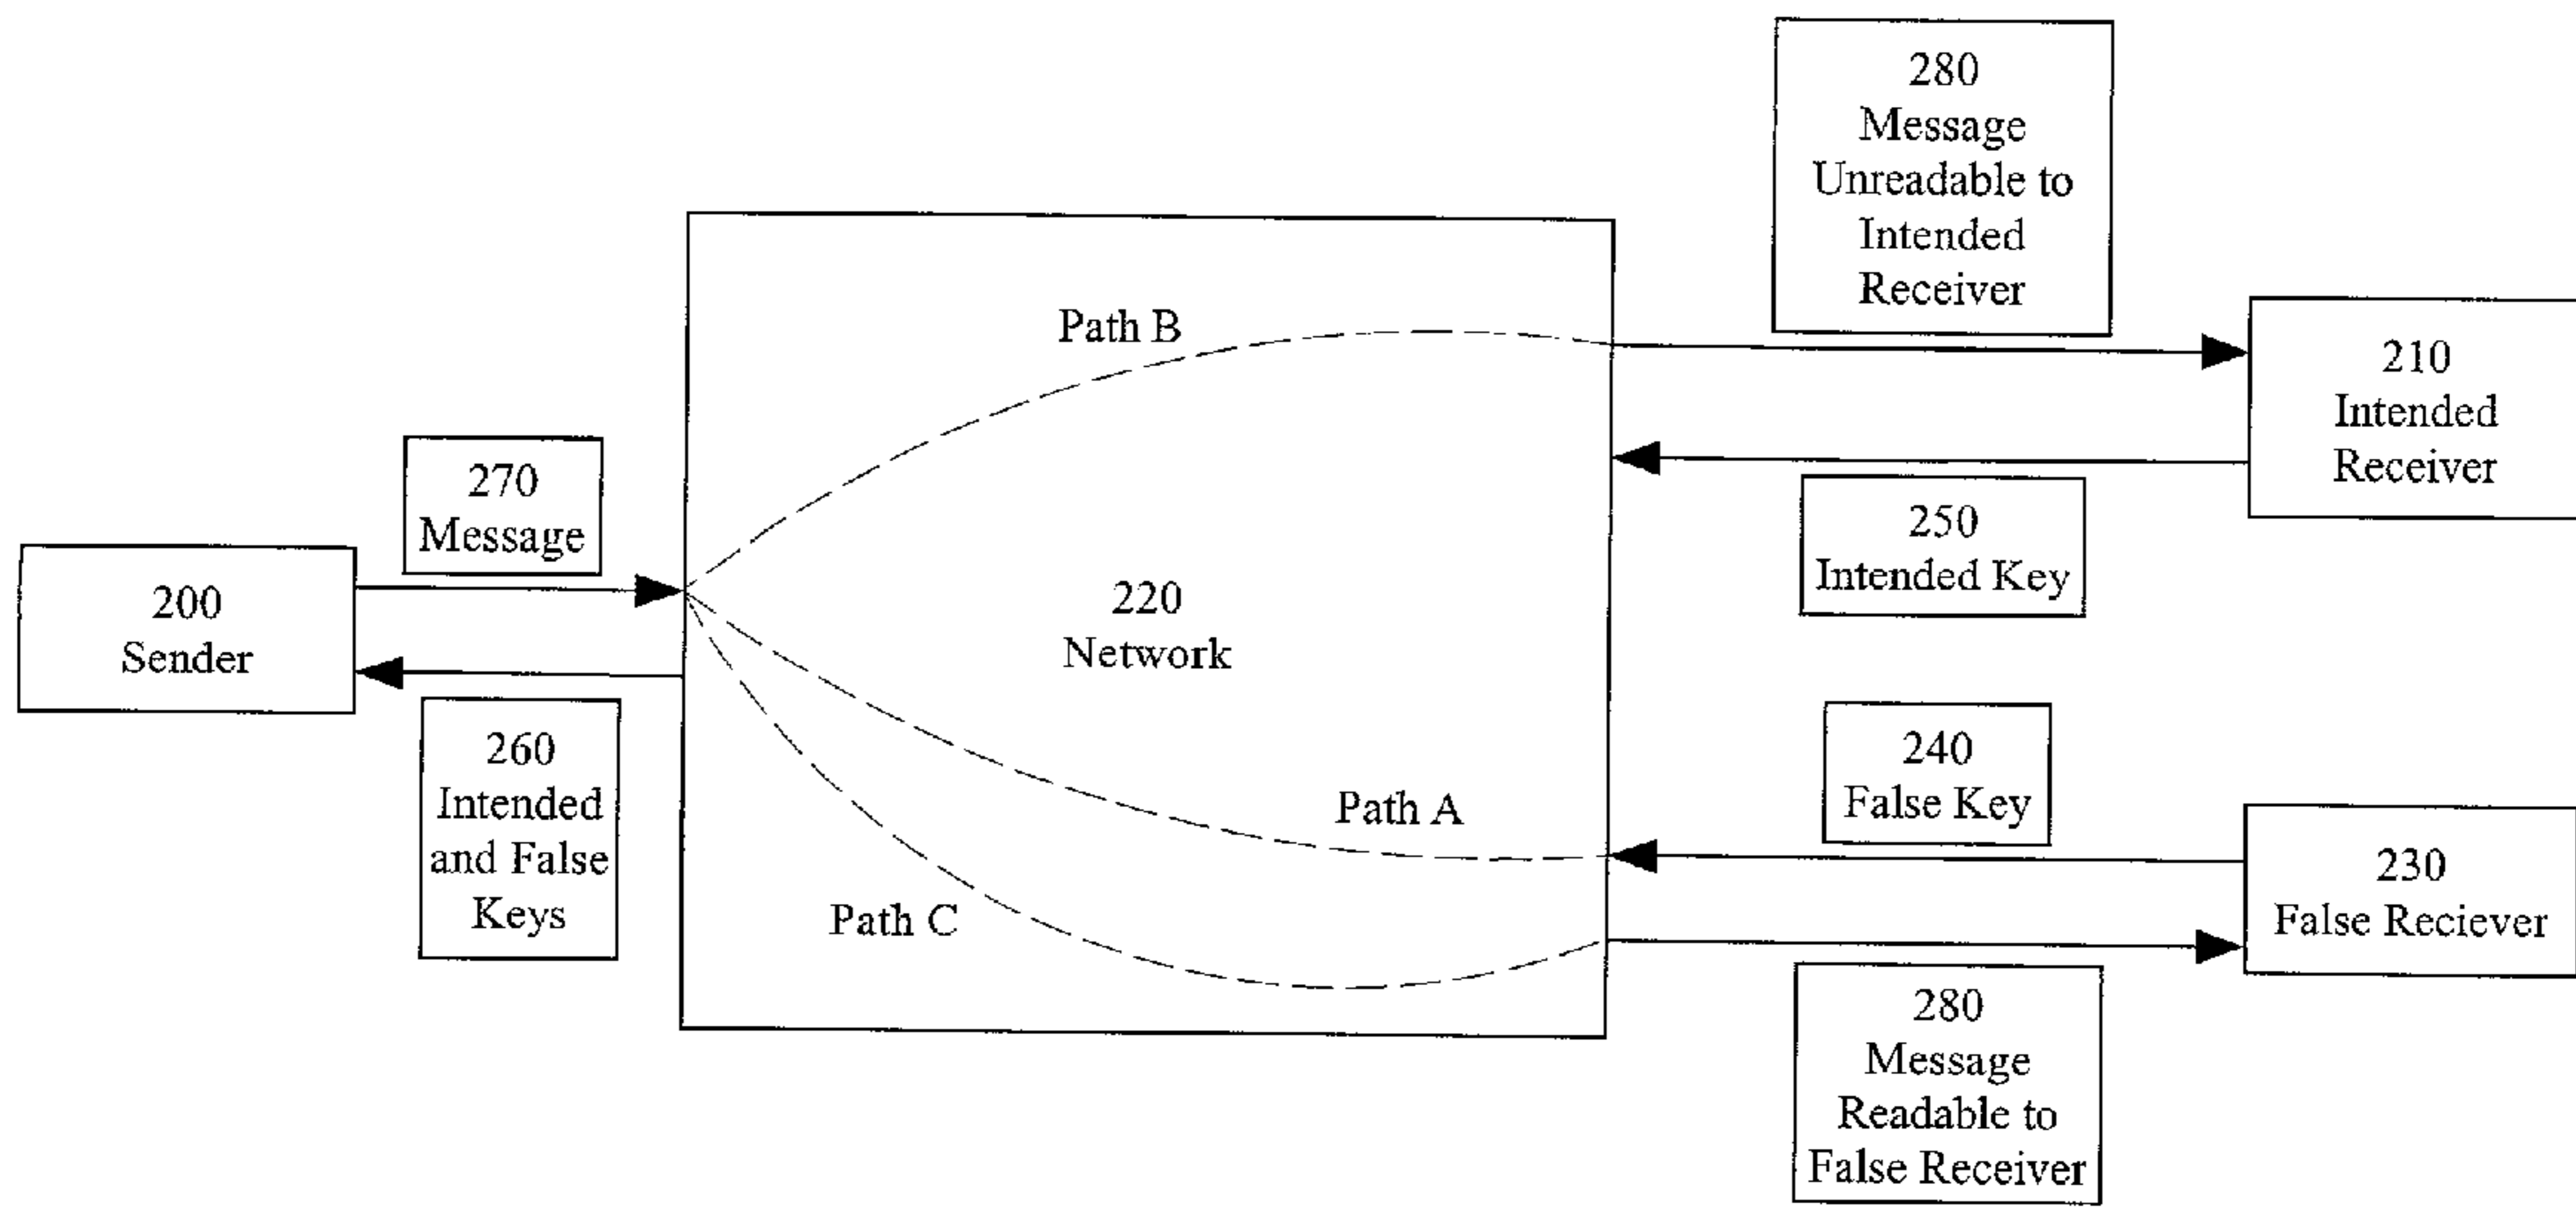 280
Message
Unreadable to
Intended
Receiver
Path B
210
Intended
Receiver
270
Message
250
Intended Key
200
Sender
220
Network
260
Intended
and False
Keys
240
False Key
Path A
230
False Reciever
Path C
280
Message
Readable to
False Receiver